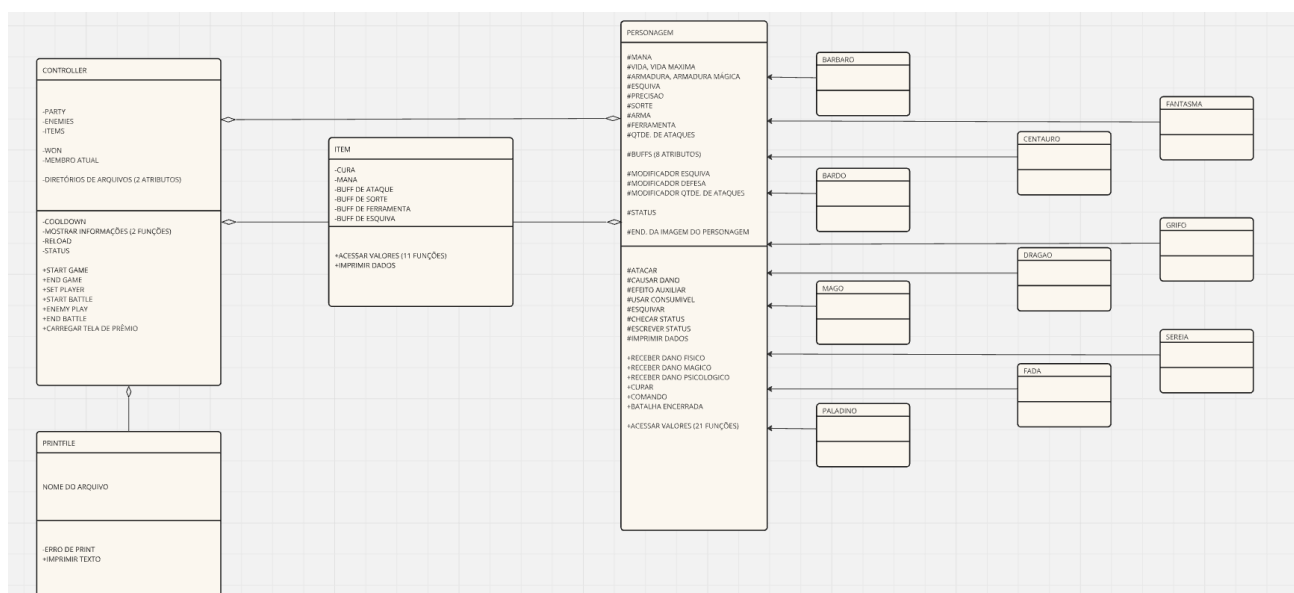 CONTROLLER
-PARTY
-ENEMIES
-ITEMS
-WON
-MEMBRO ATUAL
-DIRETÓRIOS DE ARQUIVOS (2 ATRIBUTOS)
-COOLDOWN
-MOSTRAR INFORMAÇÕES (2 FUNÇÕES)
-RELOAD
-STATUS
+START GAME
+END GAME
+SET PLAYER
+START BATTLE
+ENEMY PLAY
+END BATTLE
+CARREGAR TELA DE PRÊMIO
PRINTFILE
NOME DO ARQUIVO
-ERRO DE PRINT
+IMPRIMIR TEXTO
ITEM
-CURA
-MANA
-BUFF DE ATAQUE
-BUFF DE SORTE
-BUFF DE FERRAMENTA
-BUFF DE ESQUIVA
+ACESSAR VALORES (11 FUNÇÕES)
+IMPRIMIR DADOS
PERSONAGEM
#MANA
#VIDA, VIDA MAXIMA
#ARMADURA, ARMADURA MÁGICA
#ESQUIVA
#PRECISAO
#SORTE
#ARMA
#FERRAMENTA
#QTDE. DE ATAQUES
#BUFFS (8 ATRIBUTOS)
#MODIFICADOR ESQUIVA
#MODIFICADOR DEFESA
#MODIFICADOR QTDE. DE ATAQUES
#STATUS
#END. DA IMAGEM DO PERSONAGEM
#ATACAR
#CAUSAR DANO
#EFEITO AUXILIAR
#USAR CONSUMIVEL
#ESQUIVAR
#CHECAR STATUS
#ESCREVER STATUS
#IMPRIMIR DADOS
+RECEBER DANO FISICO
+RECEBER DANO MAGICO
+RECEBER DANO PSICOLOGICO
+CURAR
+COMANDO
+BATALHA ENCERRADA
+ACESSAR VALORES (21 FUNÇÕES)
BARBARO
BARDO
MAGO
PALADINO
CENTAURO
DRAGAO
FADA
FANTASMA
GRIFO
SEREIA